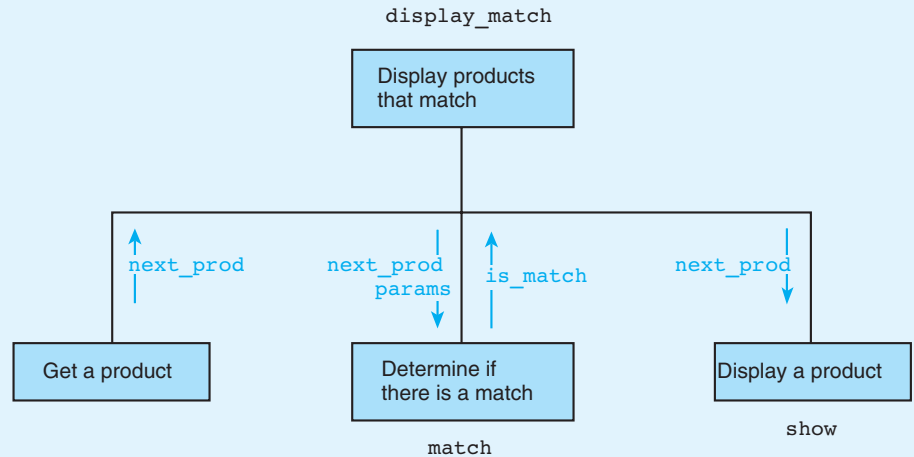 display_match
Display products
that match
next_prod
next_prod
params
is_match
next_prod
Get a product
Determine if
there is a match
Display a product
match
show